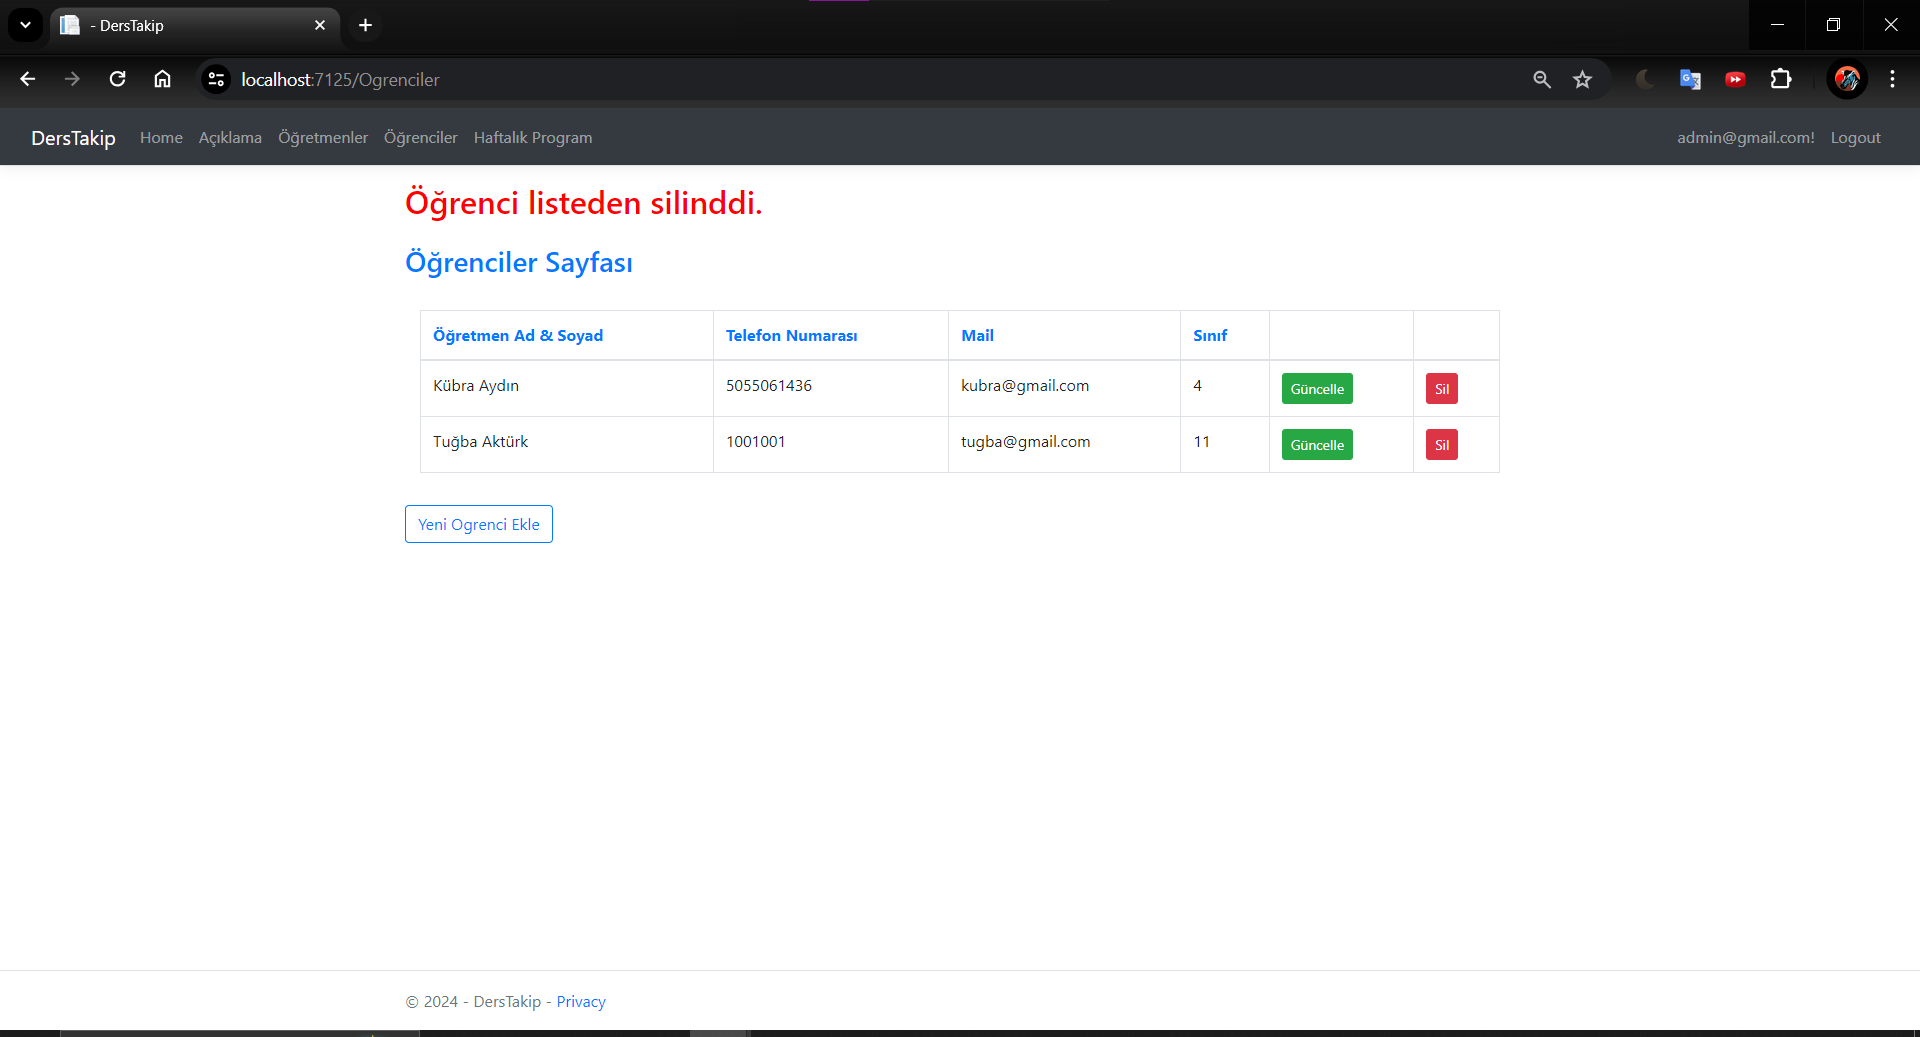 - DersTakip
localhost:7125/Ogrenciler
DersTakip Home Açıklama Öğretmenler Öğrenciler Haftalık Program admin@gmail.com! Logout
Öğrenci listeden silinddi.
Öğrenciler Sayfası
Öğretmen Ad & Soyad Telefon Numarası Mail Sınıf
Kübra Aydın 5055061436 kubra@gmail.com 4 Güncelle Sil
Tuğba Aktürk 1001001 tugba@gmail.com 11 Güncelle Sil
Yeni Ogrenci Ekle
© 2024 - DersTakip - Privacy